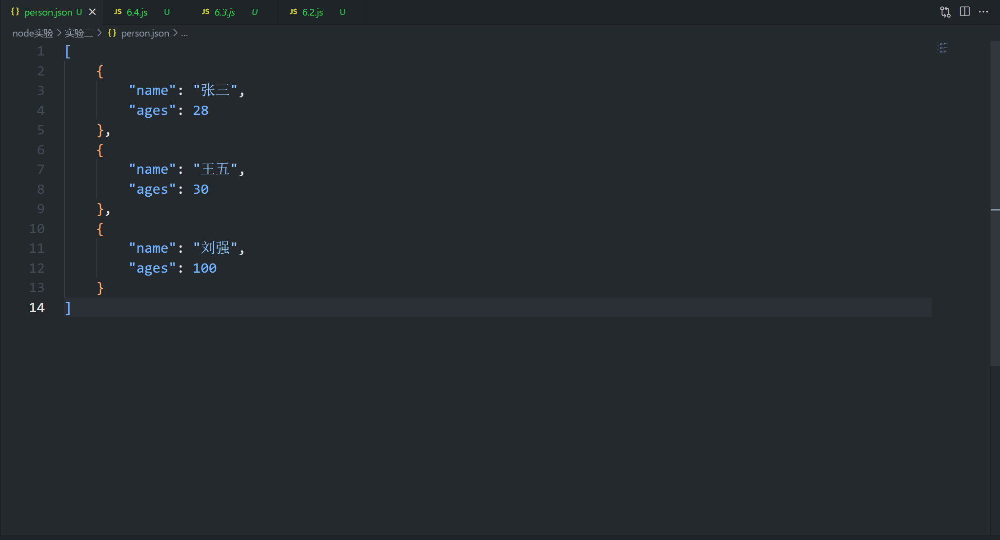 {} person.json U × JS 6.4.js U JS 6.3.js U JS 6.2.js U ...
node实验 > 实验二 > {} person.json > ...
1 [
2 {
3 "name": "张三",
4 "ages": 28
5 },
6 {
7 "name": "王五",
8 "ages": 30
9 },
10 {
11 "name": "刘强",
12 "ages": 100
13 }
14 ]